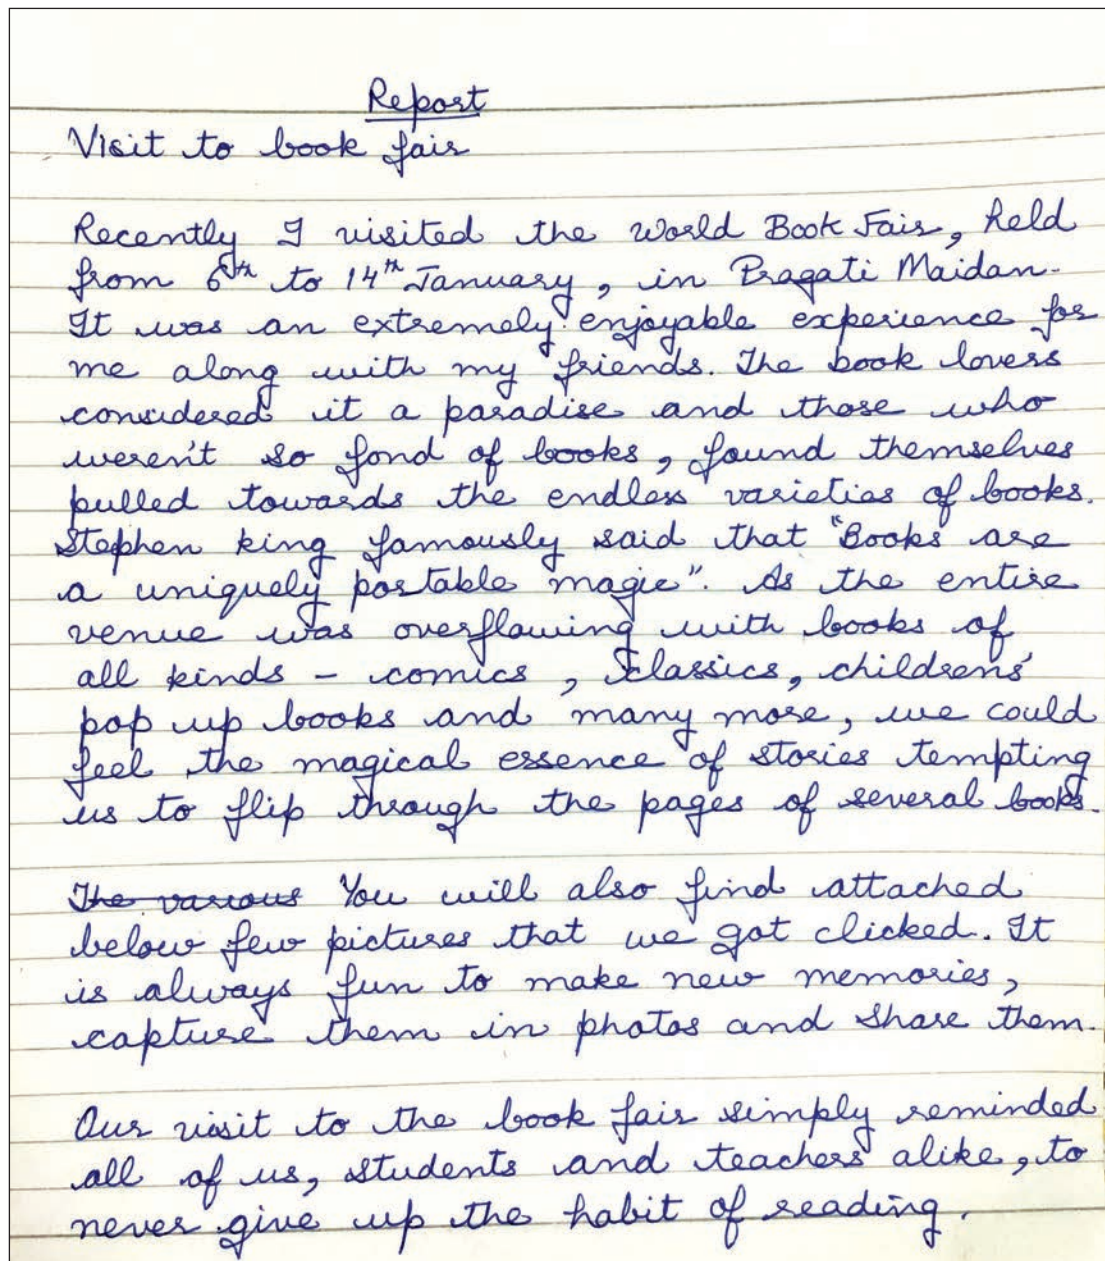 Report
Visit to book fair
Recently I visited the World Book Fair, held
from 6th to 14th January, in Pragati Maidan.
It was an extremely enjoyable experience for
me along with my friends. The book lovers
considered it a paradise and those who
weren't so fond of books, found themselves
pulled towards the endless varieties of books.
Stephen king famously said that "Books are
a uniquely portable magic". As the entire
venue was overflowing with books of
all kinds - comics, classics, childrens'
pop up books and many more, we could
feel the magical essence of stories tempting
us to flip through the pages of several books.
The various You will also find attached
below few pictures that we got clicked. It
is always fun to make new memories,
capture them in photos and share them.
Our visit to the book fair simply reminded
all of us, students and teachers alike, to
never give up the habit of reading.